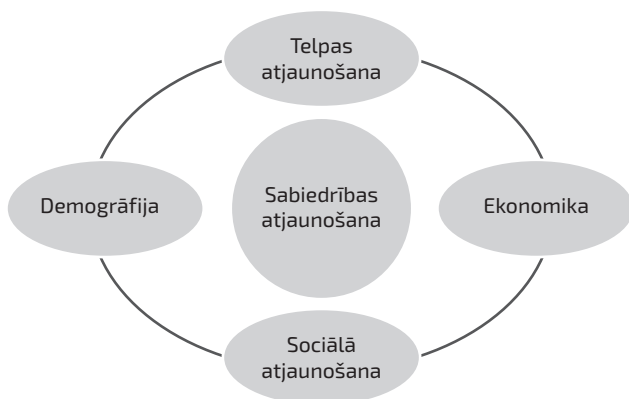 Telpas
atjaunošana
Demogrāfija
Sabiedrības
atjaunošana
Ekonomika
Sociālā
atjaunošana